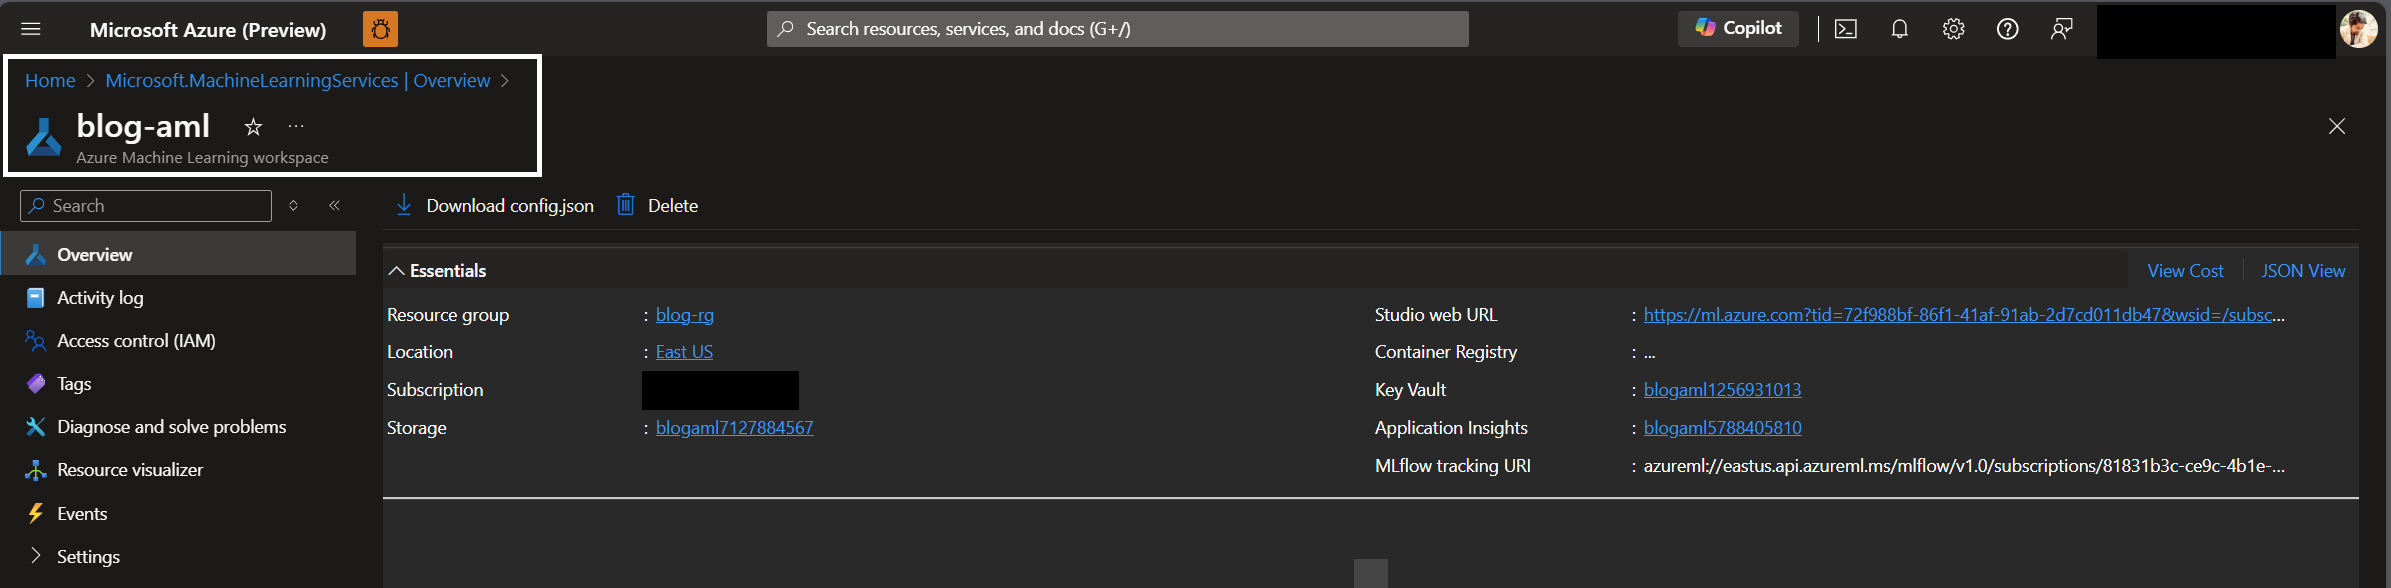 Microsoft Azure (Preview)
Search resources, services, and docs (G+/)
Copilot
Home > Microsoft.MachineLearningServices | Overview >
blog-aml
Azure Machine Learning workspace
Search
Download config.json
Delete
Overview
Activity log
Access control (IAM)
Tags
Diagnose and solve problems
Resource visualizer
Events
Settings
Essentials
View Cost
JSON View
Resource group : blog-rg
Location : East US
Subscription
Storage : blogaml7127884567
Studio web URL : https://ml.azure.com?tid=72f988bf-86f1-41af-91ab-2d7cd011db47&wsid=/subsc...
Container Registry : ...
Key Vault : blogaml1256931013
Application Insights : blogaml5788405810
MLflow tracking URI : azureml://eastus.api.azureml.ms/mlflow/v1.0/subscriptions/81831b3c-ce9c-4b1e-...